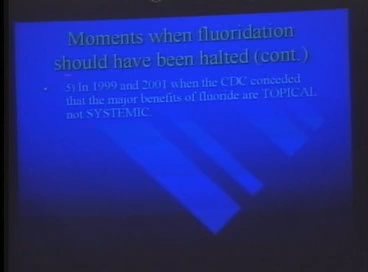 Moments when fluoridation
should have been halted (cont.)
• 3) In 1999 and 2001 when the CDC conceded
that the major benefits of fluoride are TOPICAL
not SYSTEMIC.